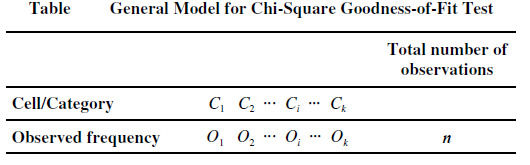 Table General Model for Chi-Square Goodness-of-Fit Test
Total number of
observations
Cell/Category C₁ C₂ ··· Cᵢ ··· Cₖ
Observed frequency O₁ O₂ ··· Oᵢ ··· Oₖ n